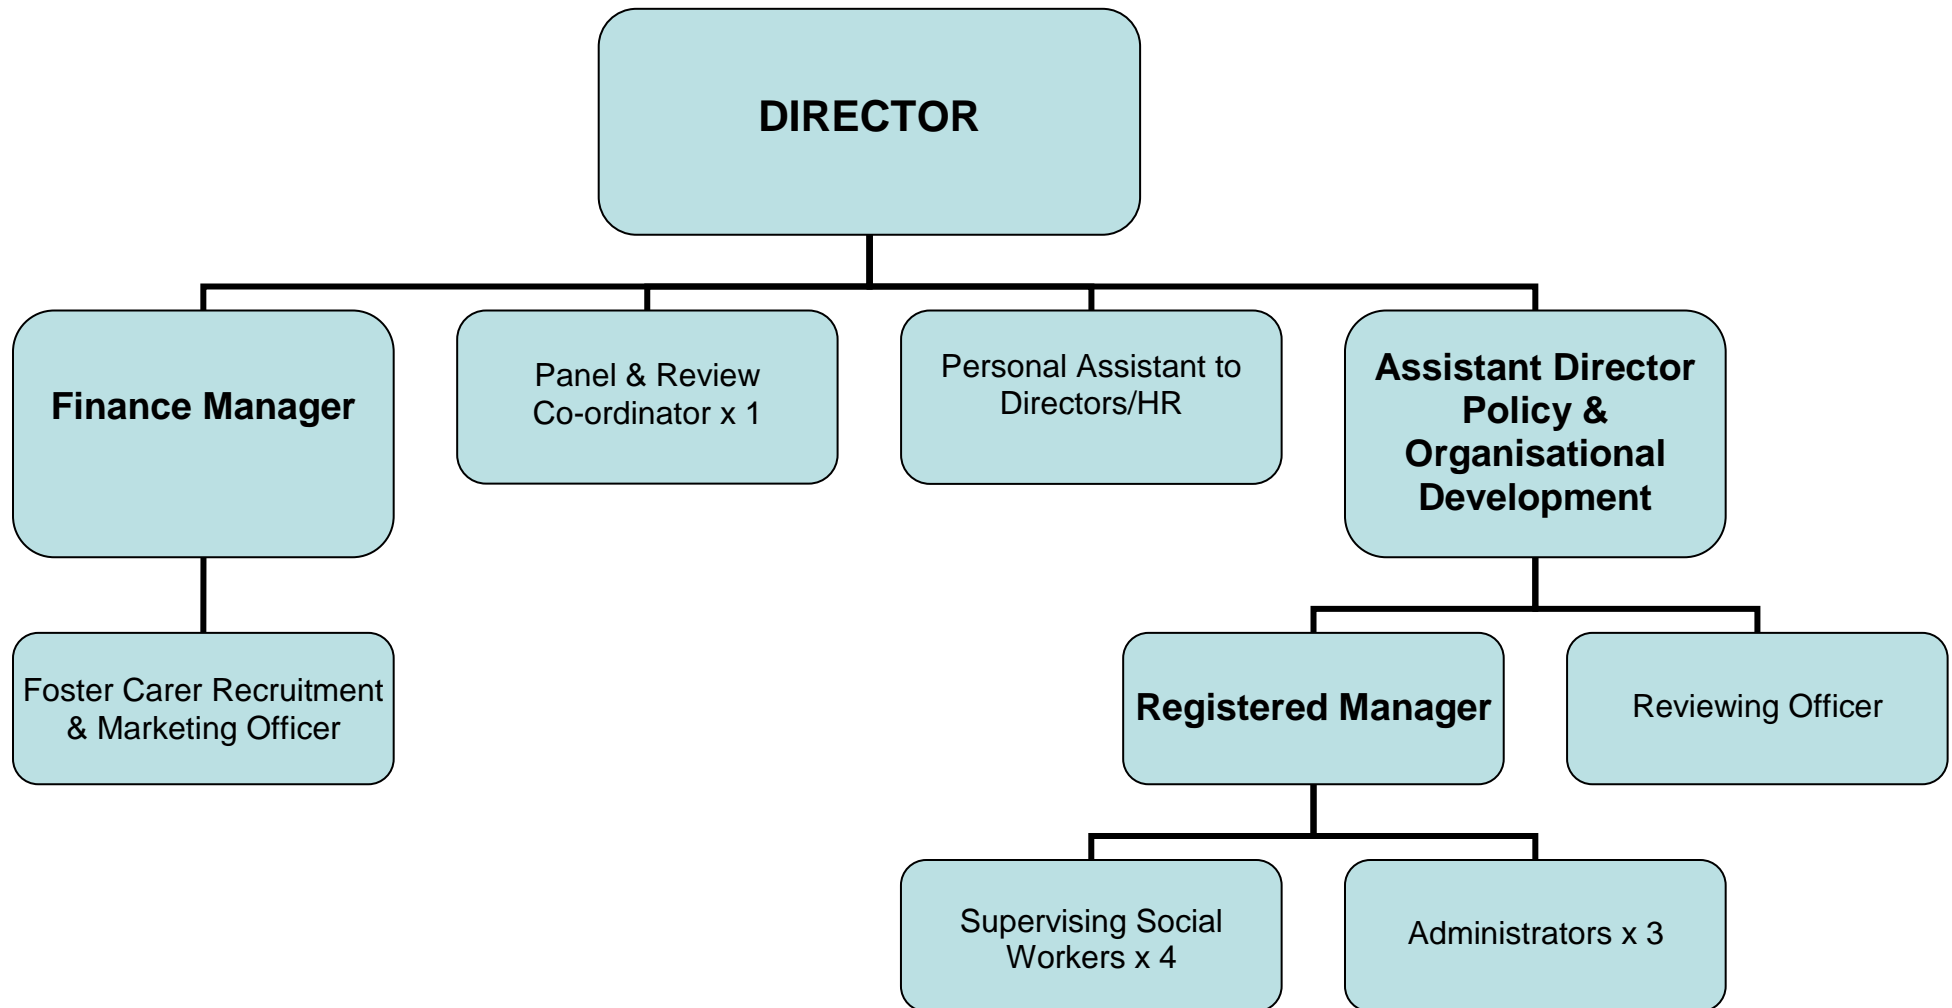 DIRECTOR
Finance Manager
Panel & Review
Co-ordinator x 1
Personal Assistant to
Directors/HR
Assistant Director
Policy &
Organisational
Development
Foster Carer Recruitment
& Marketing Officer
Registered Manager
Reviewing Officer
Supervising Social
Workers x 4
Administrators x 3